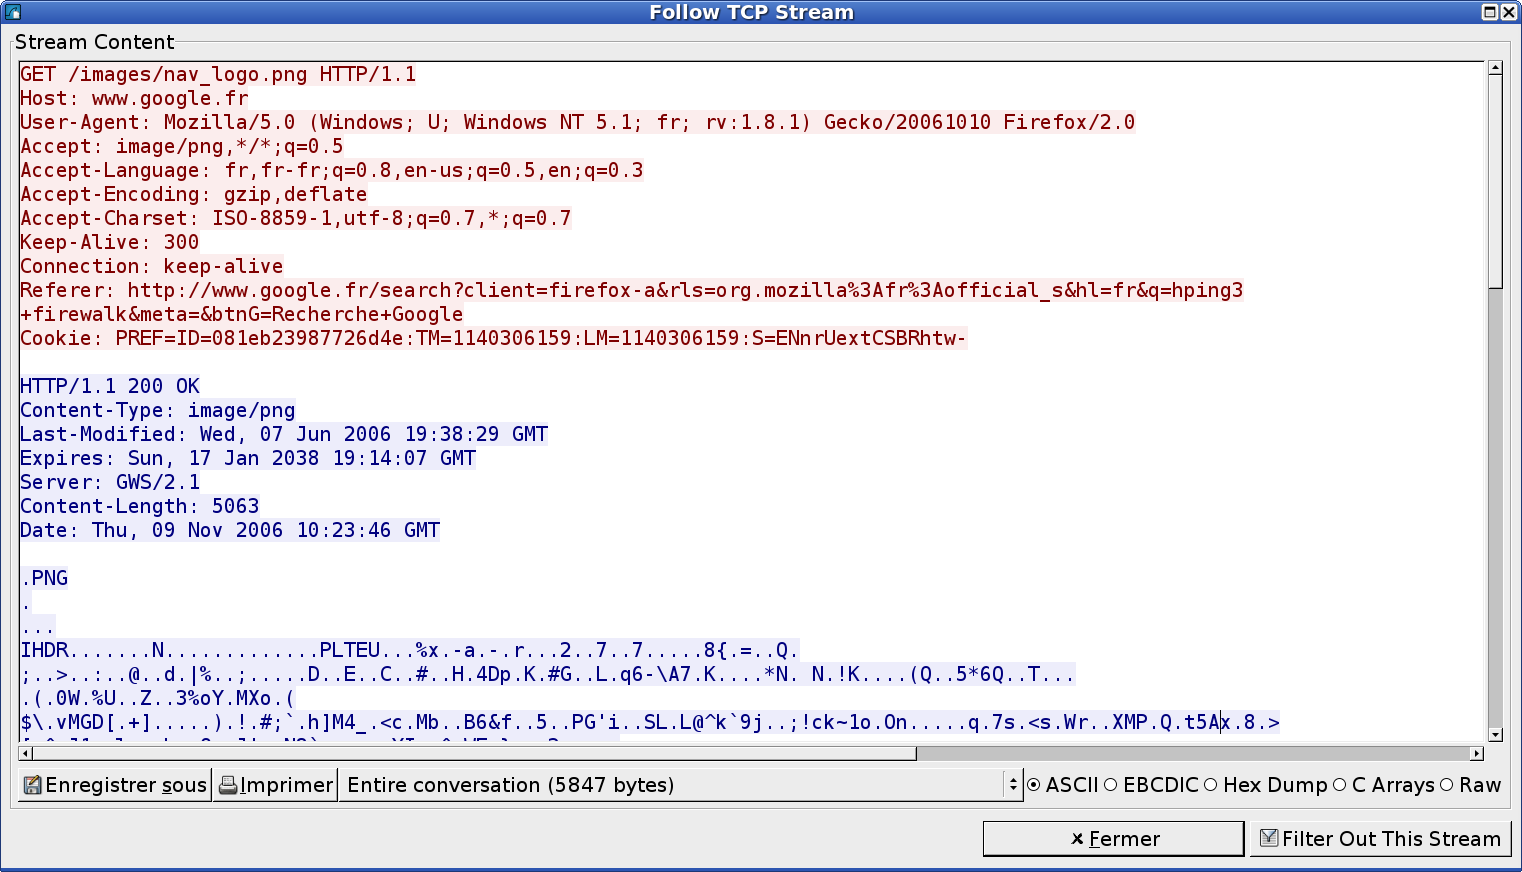 Follow TCP Stream
Stream Content
GET /images/nav_logo.png HTTP/1.1
Host: www.google.fr
User-Agent: Mozilla/5.0 (Windows; U; Windows NT 5.1; fr; rv:1.8.1) Gecko/20061010 Firefox/2.0
Accept: image/png,*/*;q=0.5
Accept-Language: fr,fr-fr;q=0.8,en-us;q=0.5,en;q=0.3
Accept-Encoding: gzip,deflate
Accept-Charset: ISO-8859-1,utf-8;q=0.7,*;q=0.7
Keep-Alive: 300
Connection: keep-alive
Referer: http://www.google.fr/search?client=firefox-a&rls=org.mozilla%3Afr%3Aofficial_s&hl=fr&q=hping3
+firewalk&meta=&btnG=Recherche+Google
Cookie: PREF=ID=081eb23987726d4e:TM=1140306159:LM=1140306159:S=ENnrUextCSBRhtw-
HTTP/1.1 200 OK
Content-Type: image/png
Last-Modified: Wed, 07 Jun 2006 19:38:29 GMT
Expires: Sun, 17 Jan 2038 19:14:07 GMT
Server: GWS/2.1
Content-Length: 5063
Date: Thu, 09 Nov 2006 10:23:46 GMT
.PNG
.
...
IHDR.......N.............PLTEU...%x.-a.-.r...2..7..7.....8{.=..Q.
;..>..:..@..d.|%..;.....D..E..C..#..H.4Dp.K.#G..L.q6-\A7.K....*N. N.!K....(Q..5*6Q..T...
.(.0W.%U..Z..3%oY.MXo.(
$\.vMGD[.+].....).!.#;`.h]M4_.<c.Mb..B6&f..5..PG'i..SL.L@^k`9j..;!ck~1o.On.....q.7s.<s.Wr..XMP.Q.t5Ax.8.>
Enregistrer sous
Imprimer
Entire conversation (5847 bytes)
ASCII
EBCDIC
Hex Dump
C Arrays
Raw
Fermer
Filter Out This Stream